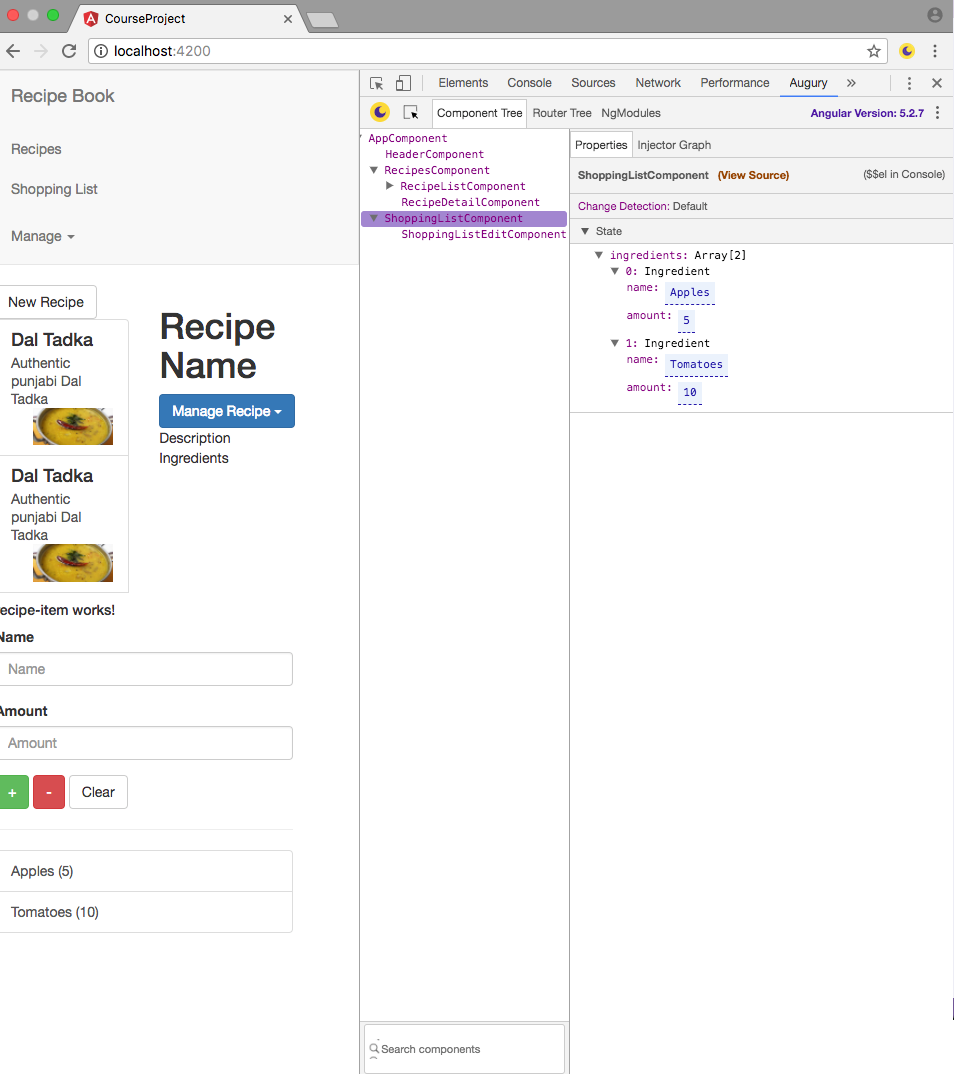 CourseProject
localhost:4200
Recipe Book
Recipes
Shopping List
Manage
New Recipe
Dal Tadka
Authentic
punjabi Dal
Tadka
Dal Tadka
Authentic
punjabi Dal
Tadka
Recipe
Name
Manage Recipe
Description
Ingredients
ecipe-item works!
Name
Name
Amount
Amount
+ - Clear
Apples (5)
Tomatoes (10)
Elements Console Sources Network Performance Augury »
Component Tree Router Tree NgModules Angular Version: 5.2.7
AppComponent
HeaderComponent
RecipesComponent
RecipeListComponent
RecipeDetailComponent
ShoppingListComponent
ShoppingListEditComponent
Search components
Properties Injector Graph
ShoppingListComponent (View Source) ($$el in Console)
Change Detection: Default
State
ingredients: Array[2]
0: Ingredient
name: Apples
amount: 5
1: Ingredient
name: Tomatoes
amount: 10